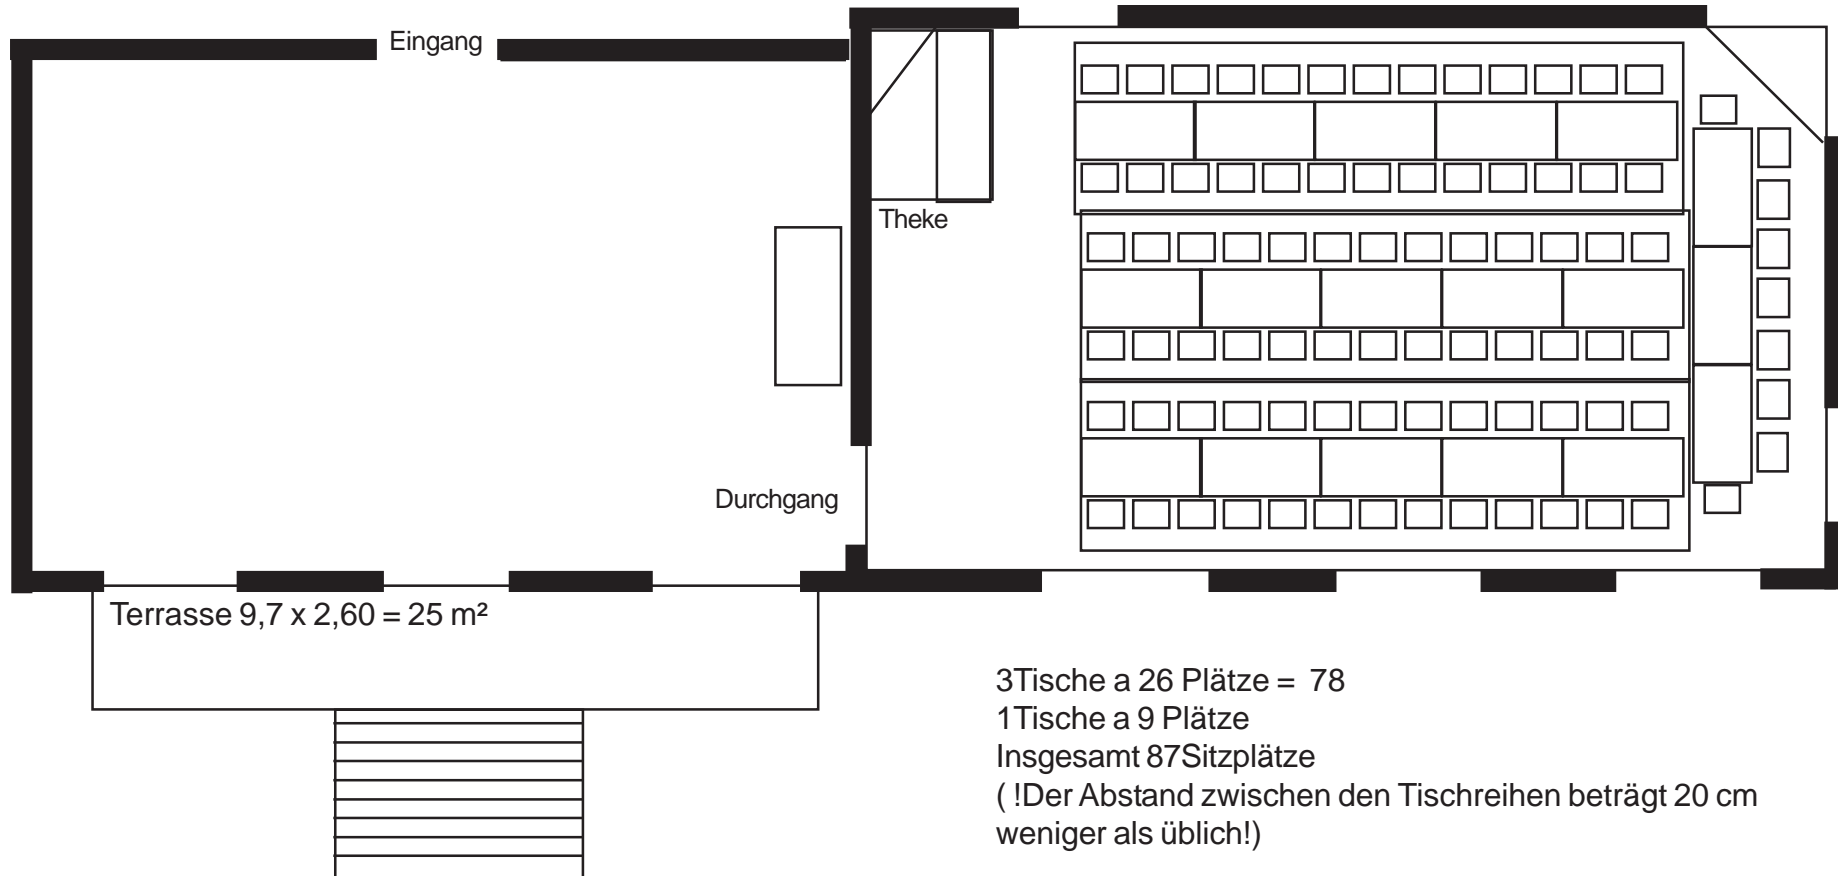 Eingang
Theke
Durchgang
Terrasse 9,7 x 2,60 = 25 m²
3Tische a 26 Plätze =  78
1Tische a 9 Plätze
Insgesamt 87Sitzplätze
( !Der Abstand zwischen den Tischreihen beträgt 20 cm
weniger als üblich!)